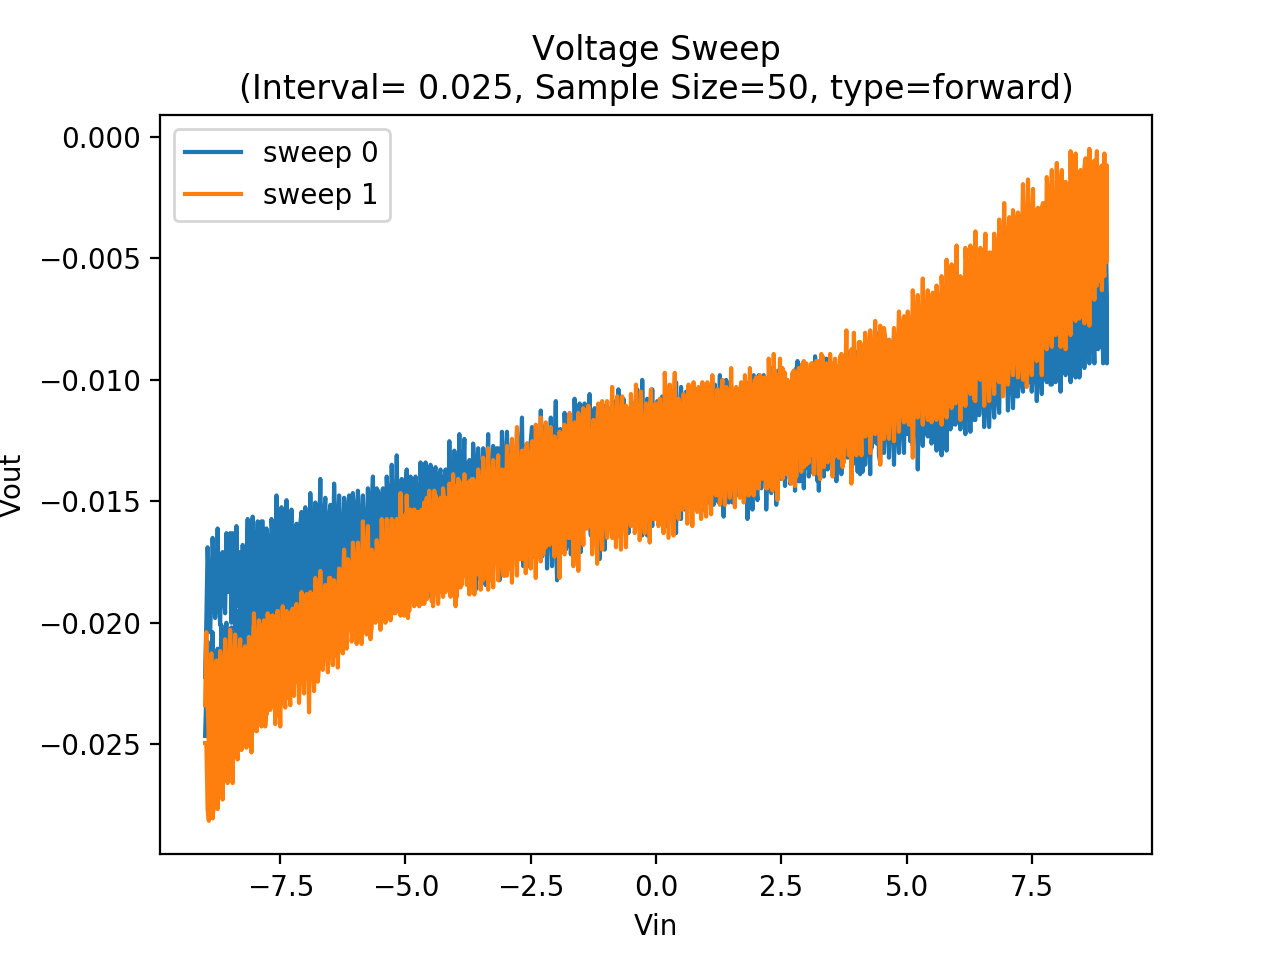 Voltage Sweep
(Interval= 0.025, Sample Size=50, type=forward)
sweep 0
sweep 1
0.000
−0.005
−0.010
−0.015
−0.020
−0.025
Vout
−7.5 −5.0 −2.5 0.0 2.5 5.0 7.5
Vin